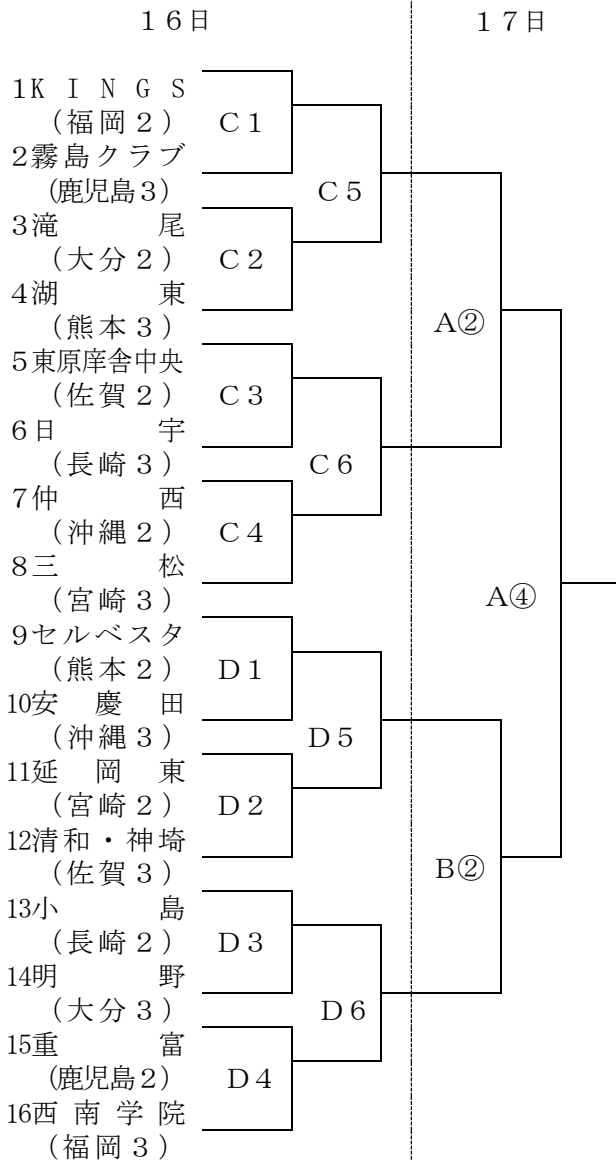 １６日 １７日
1Ｋ Ｉ Ｎ Ｇ Ｓ
（福岡２） Ｃ１
２霧島クラブ
(鹿児島３) Ｃ５
３滝 尾
（大分２） Ｃ２
４湖 東
（熊本３） Ａ②
５東原庠舎中央
（佐賀２） Ｃ３
６日 宇
（長崎３） Ｃ６
７仲 西
（沖縄２） Ｃ４
８三 松
（宮崎３） Ａ④
９セルベスタ
（熊本２） Ｄ１
10安 慶 田
（沖縄３） Ｄ５
11延 岡 東
（宮崎２） Ｄ２
12清和・神埼
（佐賀３） Ｂ②
13小 島
（長崎２） Ｄ３
14明 野
（大分３） Ｄ６
15重 富
(鹿児島２) Ｄ４
16西 南 学 院
（福岡３）